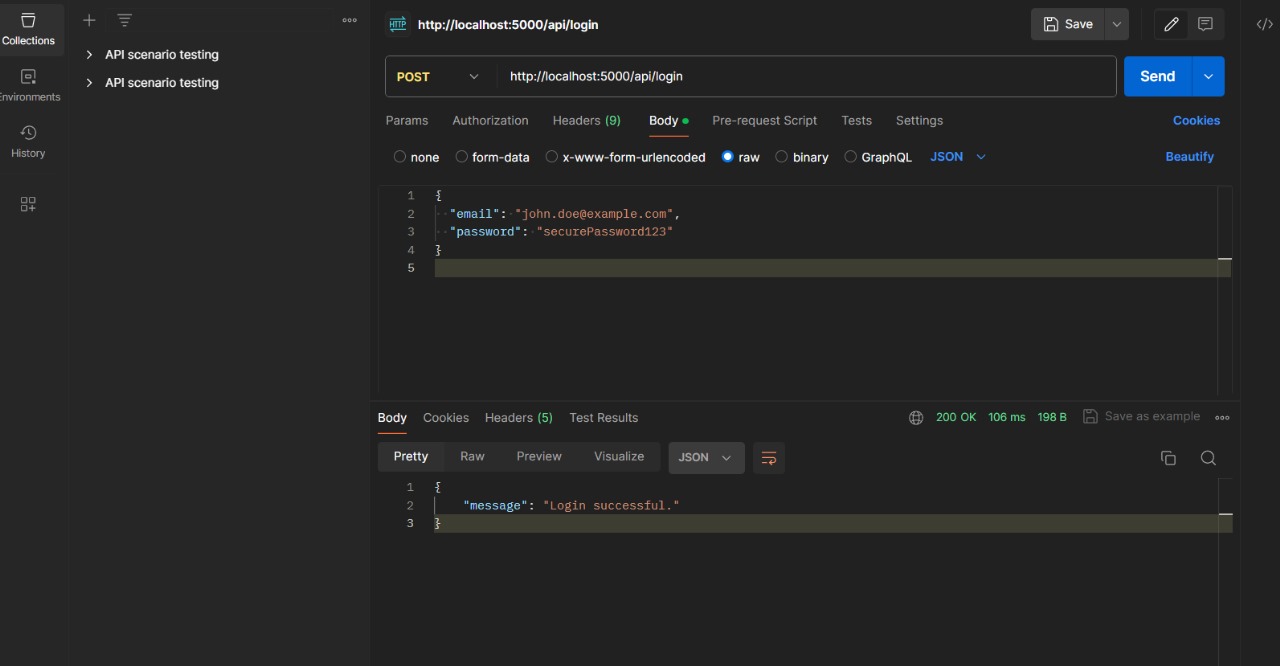 Collections
Environments
History
API scenario testing
API scenario testing
HTTP http://localhost:5000/api/login
Save
POST http://localhost:5000/api/login
Send
Params Authorization Headers (9) Body Pre-request Script Tests Settings Cookies
none form-data x-www-form-urlencoded raw binary GraphQL JSON Beautify
1 {
2 "email": "john.doe@example.com",
3 "password": "securePassword123"
4 }
5
Body Cookies Headers (5) Test Results 200 OK 106 ms 198 B Save as example
Pretty Raw Preview Visualize JSON
1 {
2 "message": "Login successful."
3 }